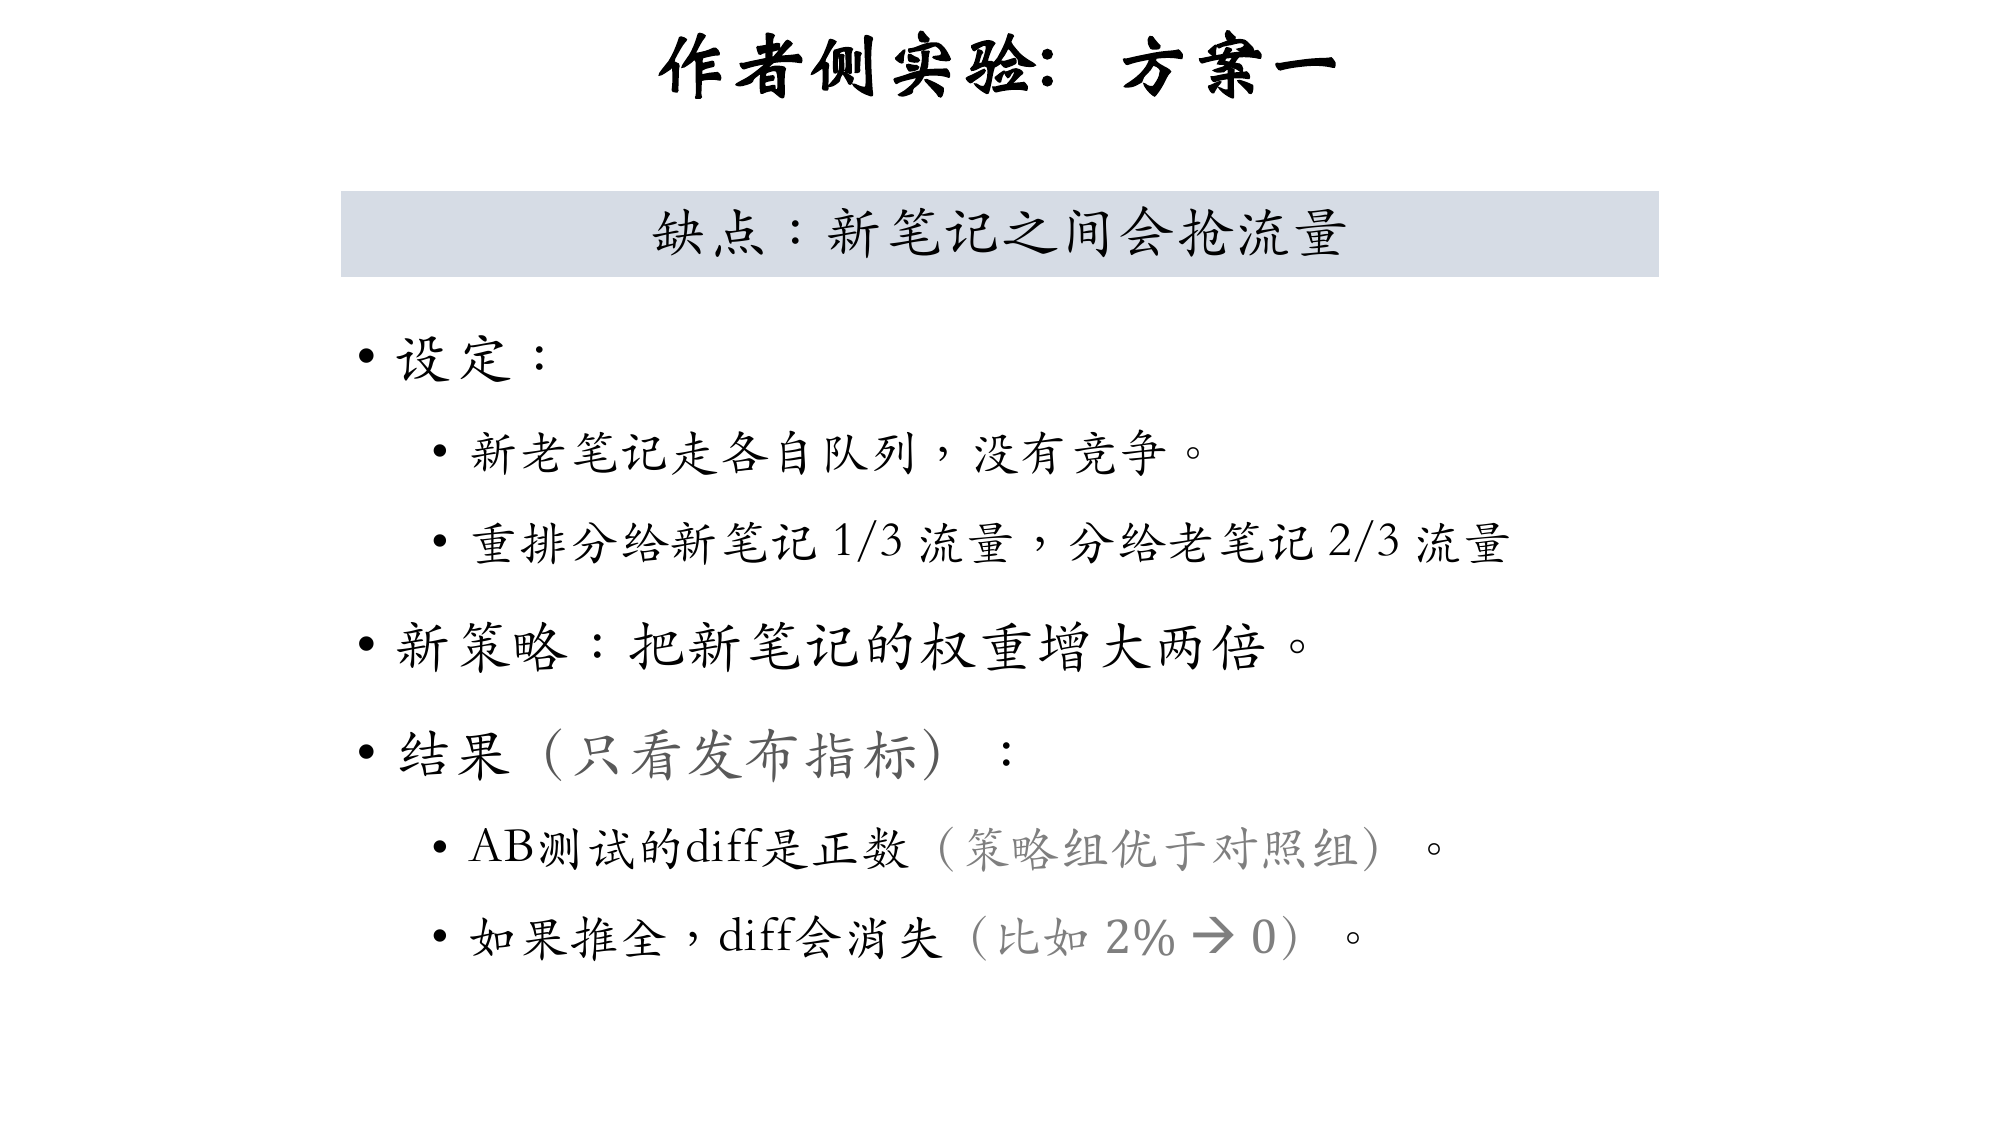 作者侧实验：方案一
缺点：新笔记之间会抢流量
• 设定：
• 新老笔记走各自队列，没有竞争。
• 重排分给新笔记 1/3 流量，分给老笔记 2/3 流量
• 新策略：把新笔记的权重增大两倍。
• 结果（只看发布指标）：
• AB测试的diff是正数（策略组优于对照组）。
• 如果推全，diff会消失（比如 2% → 0）。